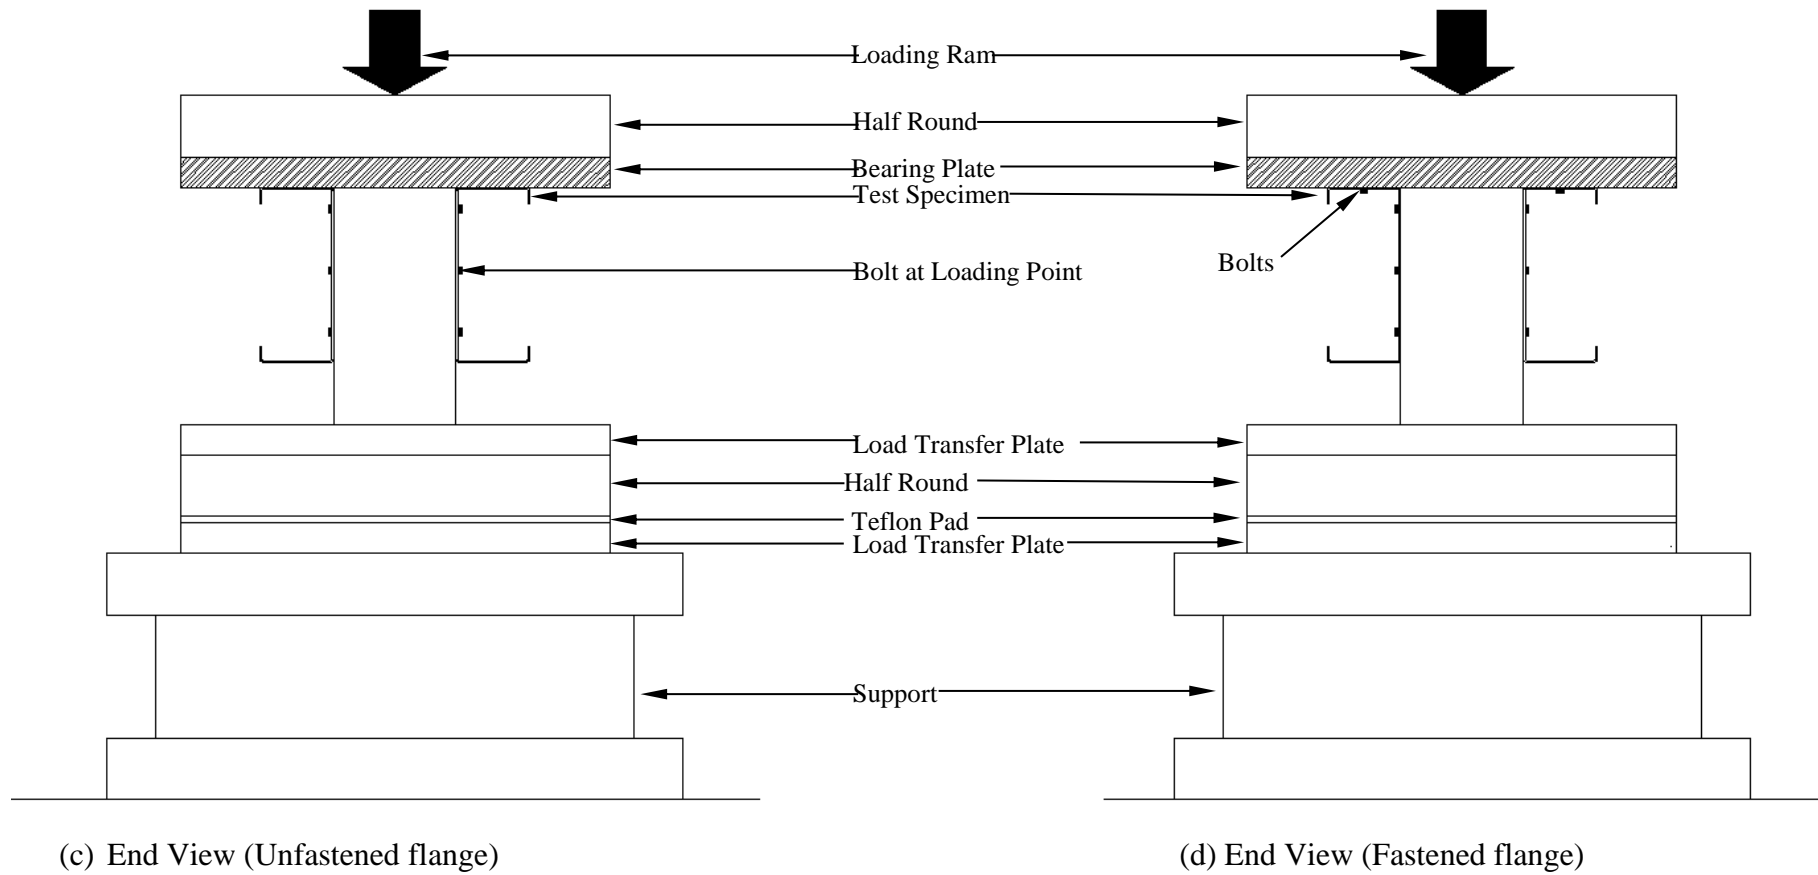 Loading Ram
Half Round
Bearing Plate
Test Specimen
Bolts
Bolt at Loading Point
Load Transfer Plate
Half Round
Teflon Pad
Load Transfer Plate
Support
(c) End View (Unfastened flange)
(d) End View (Fastened flange)